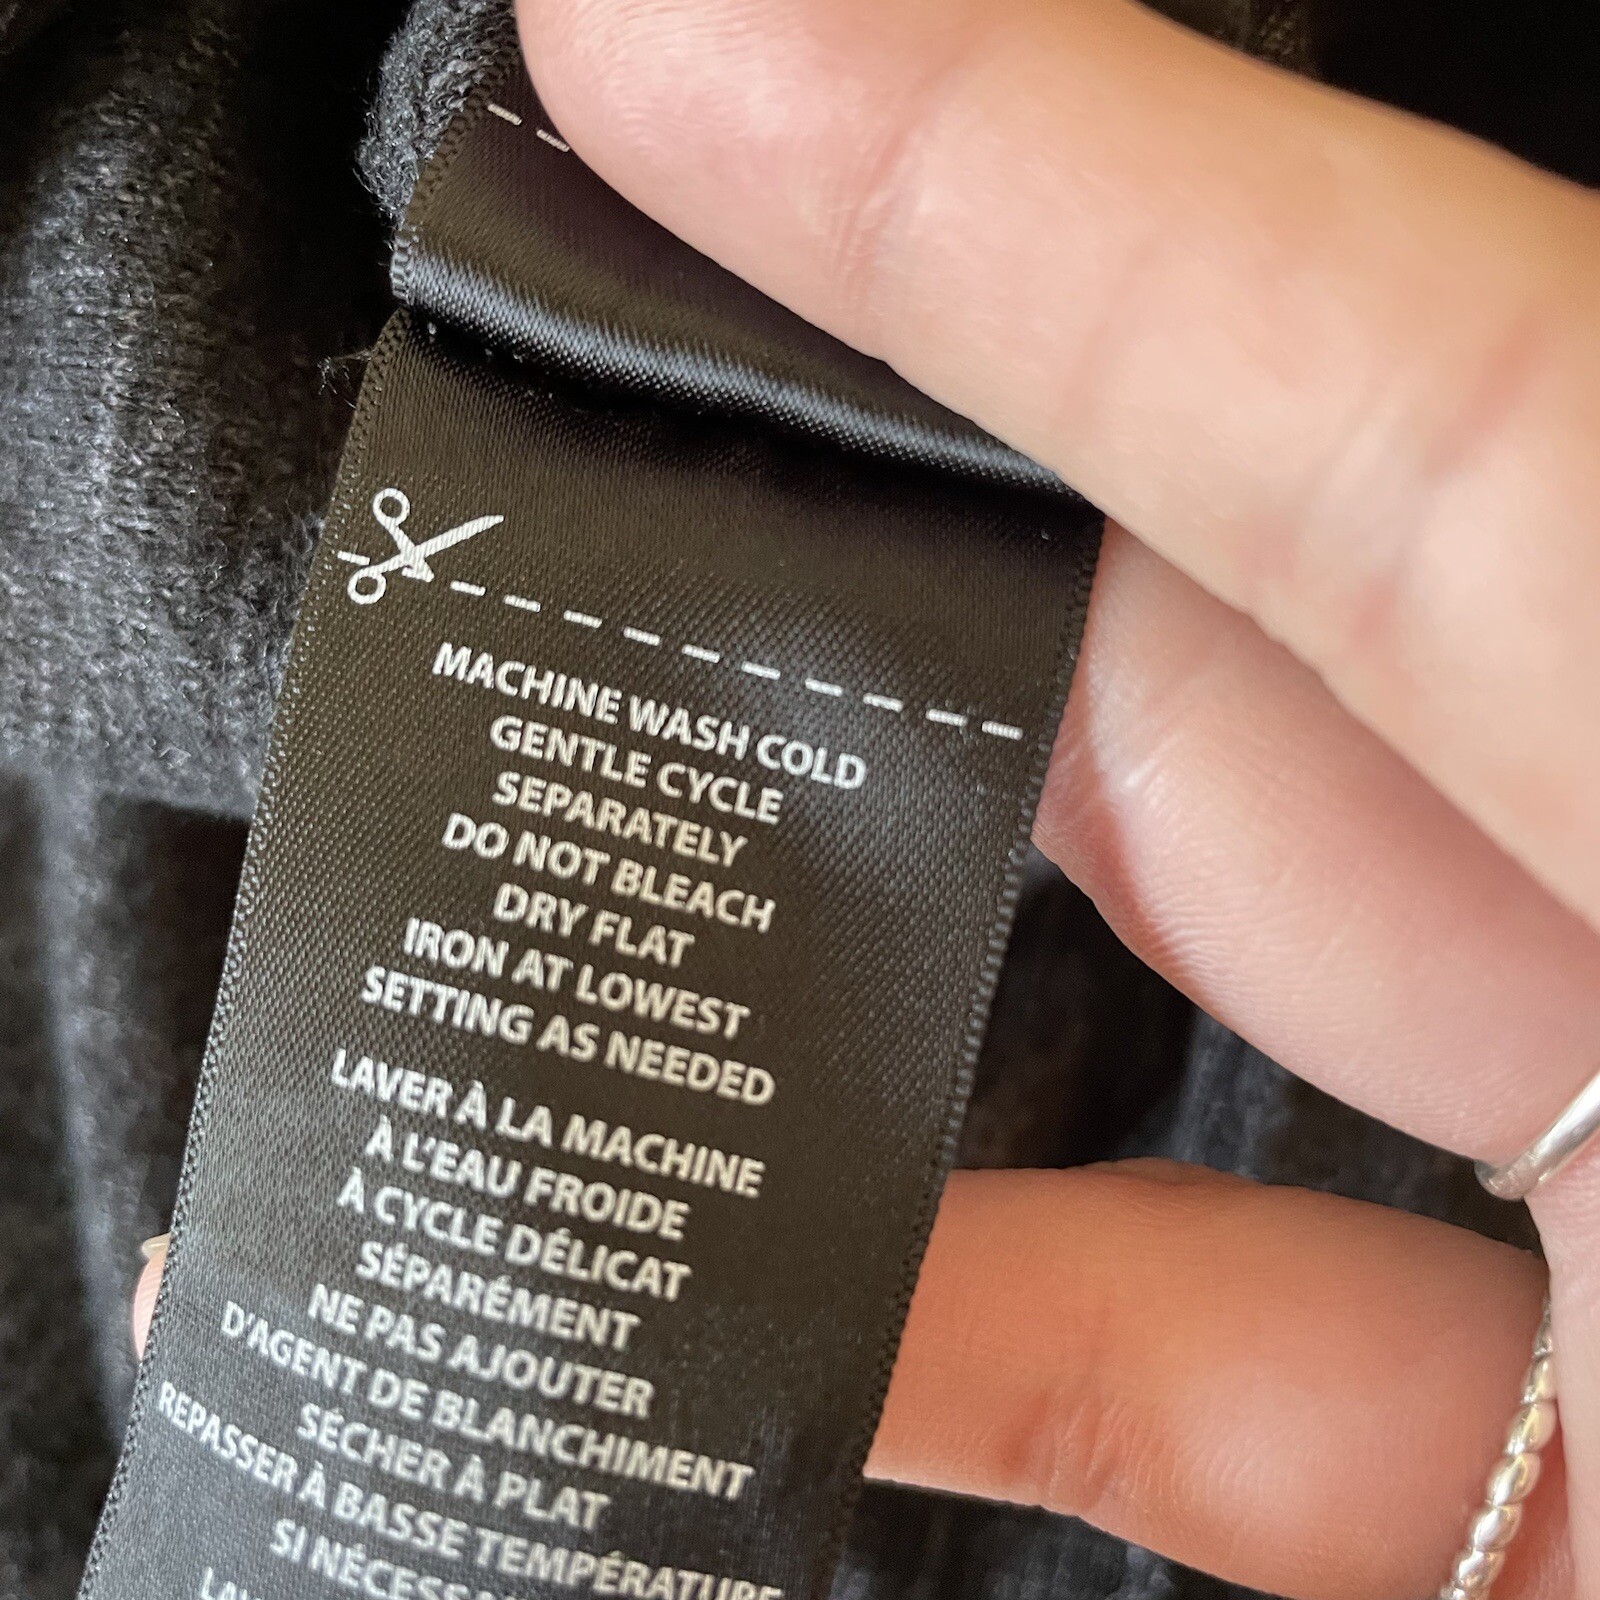 MACHINE WASH COLD
GENTLE CYCLE
SEPARATELY
DO NOT BLEACH
DRY FLAT
IRON AT LOWEST
SETTING AS NEEDED
LAVER À LA MACHINE
À L'EAU FROIDE
À CYCLE DÉLICAT
SÉPARÉMENT
NE PAS AJOUTER
D'AGENT DE BLANCHIMENT
SÉCHER À PLAT
REPASSER À BASSE TEMPÉRATURE
SI